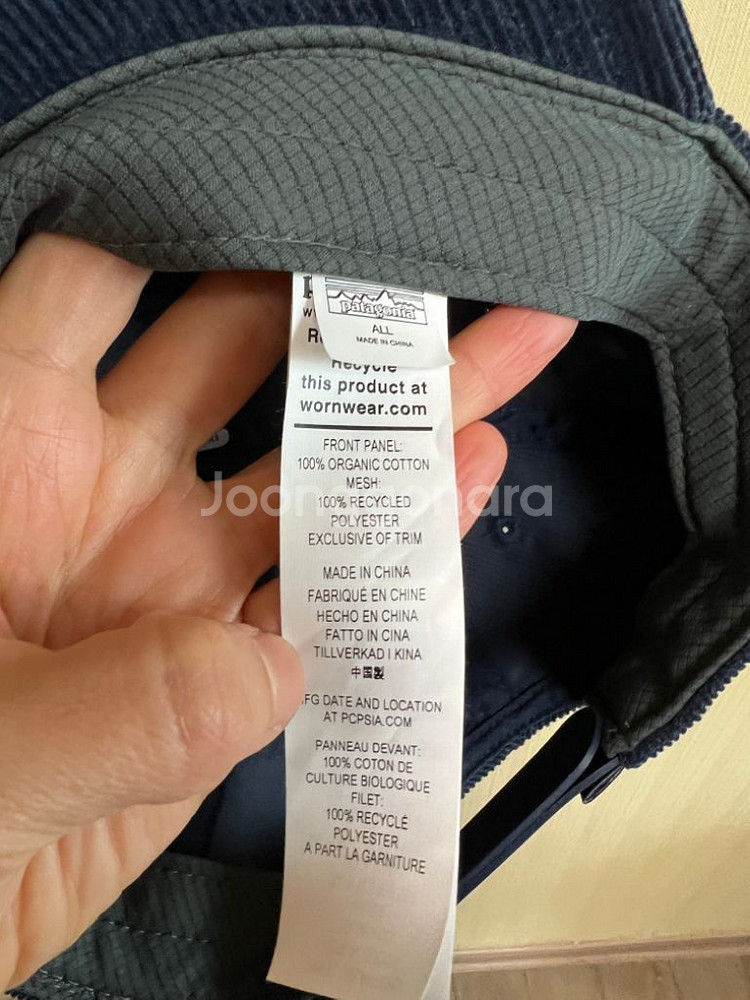 patagonia
ALL
MADE IN CHINA
Recycle
this product at
wornwear.com
FRONT PANEL:
100% ORGANIC COTTON
MESH:
100% RECYCLED
POLYESTER
EXCLUSIVE OF TRIM
MADE IN CHINA
FABRIQUÉ EN CHINE
HECHO EN CHINA
FATTO IN CINA
TILLVERKAD I KINA
中国製
FG DATE AND LOCATION
AT PCPSIA.COM
PANNEAU DEVANT:
100% COTON DE
CULTURE BIOLOGIQUE
FILET:
100% RECYCLÉ
POLYESTER
A PART LA GARNITURE